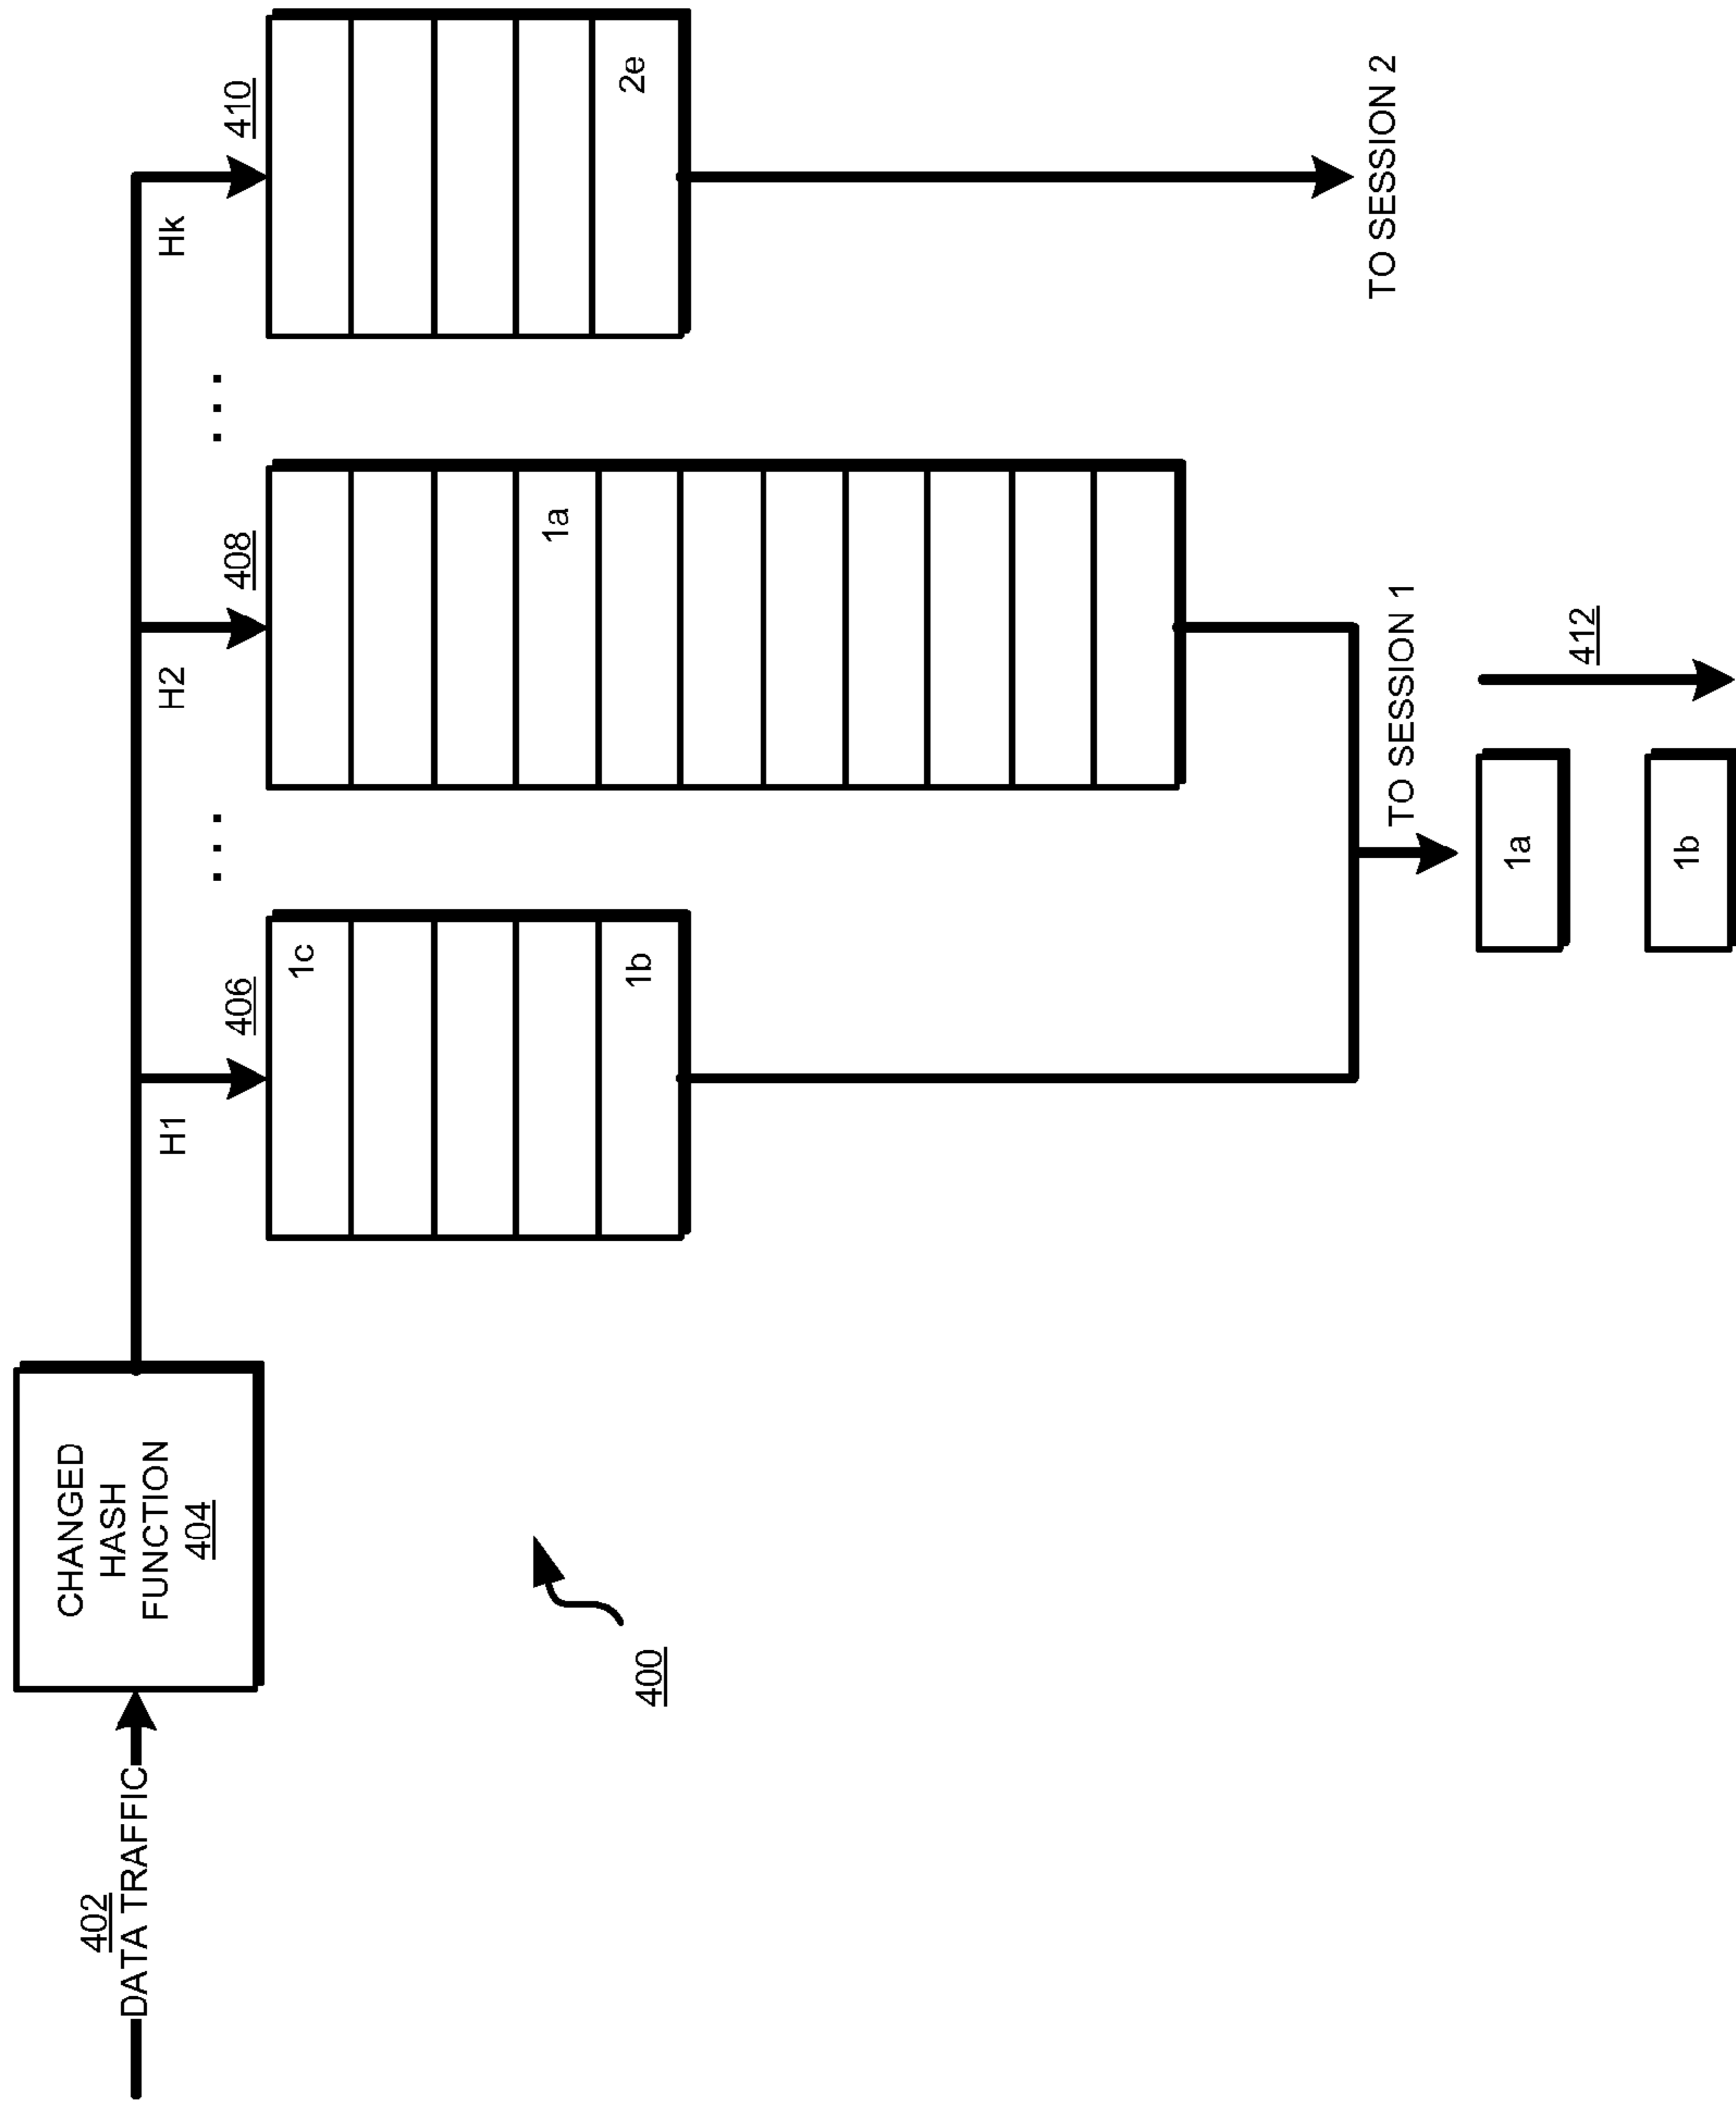 402
DATA TRAFFIC
CHANGED
HASH
FUNCTION
404
H1
H2
Hk
406
408
410
. . .
. . .
1c
1b
1a
2e
400
TO SESSION 1
TO SESSION 2
1a
1b
412